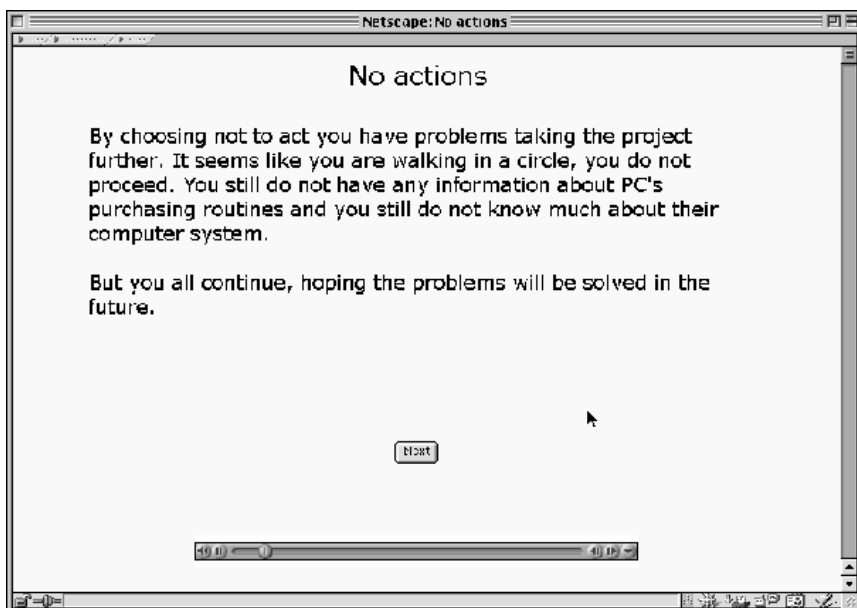 Netscape: No actions
No actions
By choosing not to act you have problems taking the project
further. It seems like you are walking in a circle, you do not
proceed. You still do not have any information about PC's
purchasing routines and you still do not know much about their
computer system.
But you all continue, hoping the problems will be solved in the
future.
Next